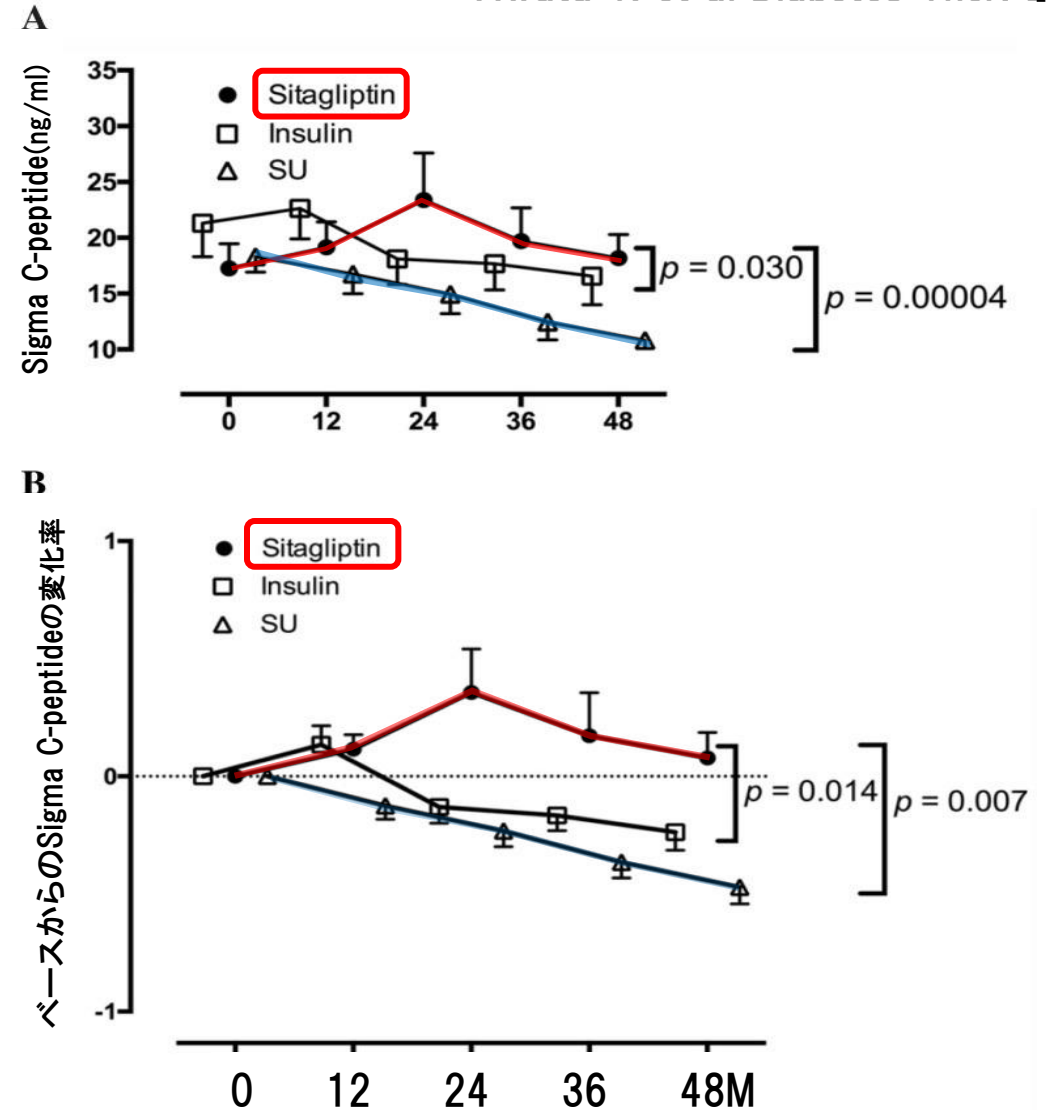 A
Sigma C-peptide(ng/ml)
35
30
25
20
15
10
Sitagliptin
Insulin
SU
p = 0.030
p = 0.00004
0 12 24 36 48
B
ベースからのSigma C-peptideの変化率
1
0
-1
Sitagliptin
Insulin
SU
p = 0.014
p = 0.007
0 12 24 36 48M